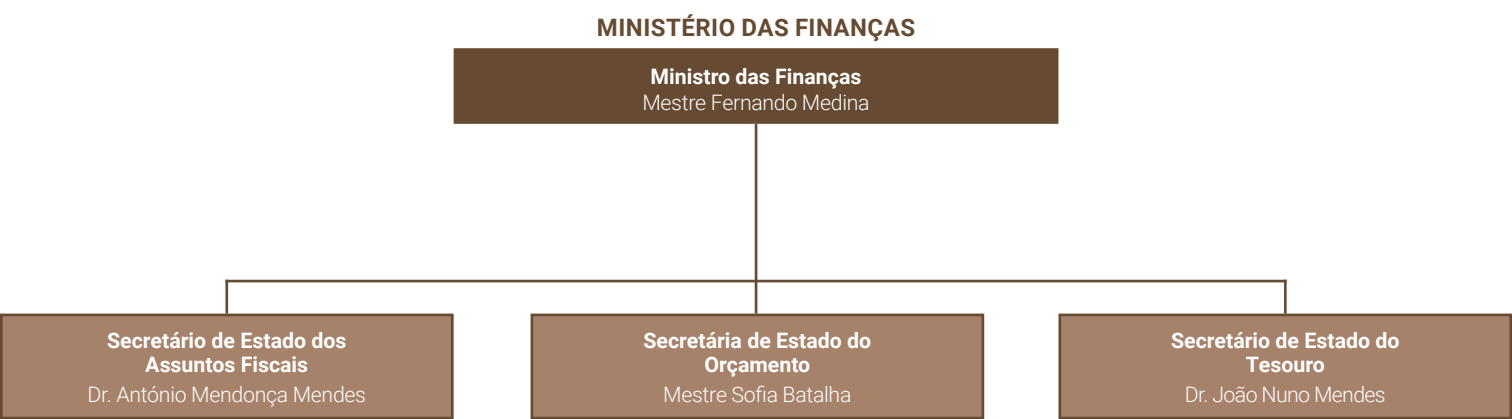 MINISTÉRIO DAS FINANÇAS
Ministro das Finanças
Mestre Fernando Medina
Secretário de Estado dos
Assuntos Fiscais
Dr. António Mendonça Mendes
Secretária de Estado do
Orçamento
Mestre Sofia Batalha
Secretário de Estado do
Tesouro
Dr. João Nuno Mendes